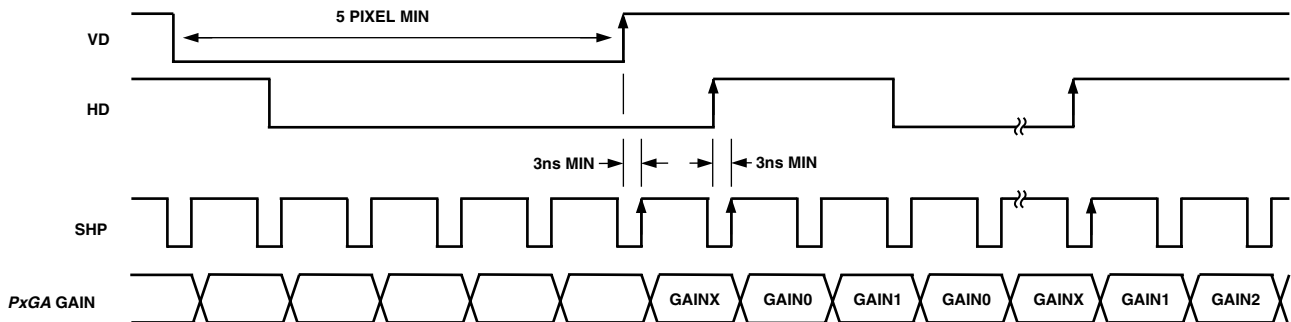 5 PIXEL MIN
VD
HD
3ns MIN
3ns MIN
SHP
PxGA GAIN
GAINX
GAIN0
GAIN1
GAIN0
GAINX
GAIN1
GAIN2